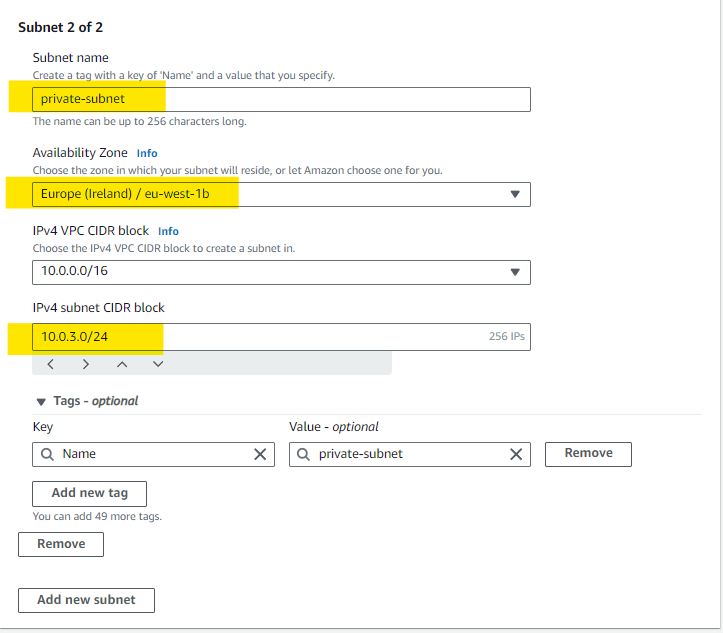 Subnet 2 of 2
Subnet name
Create a tag with a key of 'Name' and a value that you specify.
private-subnet
The name can be up to 256 characters long.
Availability Zone Info
Choose the zone in which your subnet will reside, or let Amazon choose one for you.
Europe (Ireland) / eu-west-1b
IPv4 VPC CIDR block Info
Choose the IPv4 VPC CIDR block to create a subnet in.
10.0.0.0/16
IPv4 subnet CIDR block
10.0.3.0/24 256 IPs
Tags - optional
Key Value - optional
Name private-subnet Remove
Add new tag
You can add 49 more tags.
Remove
Add new subnet